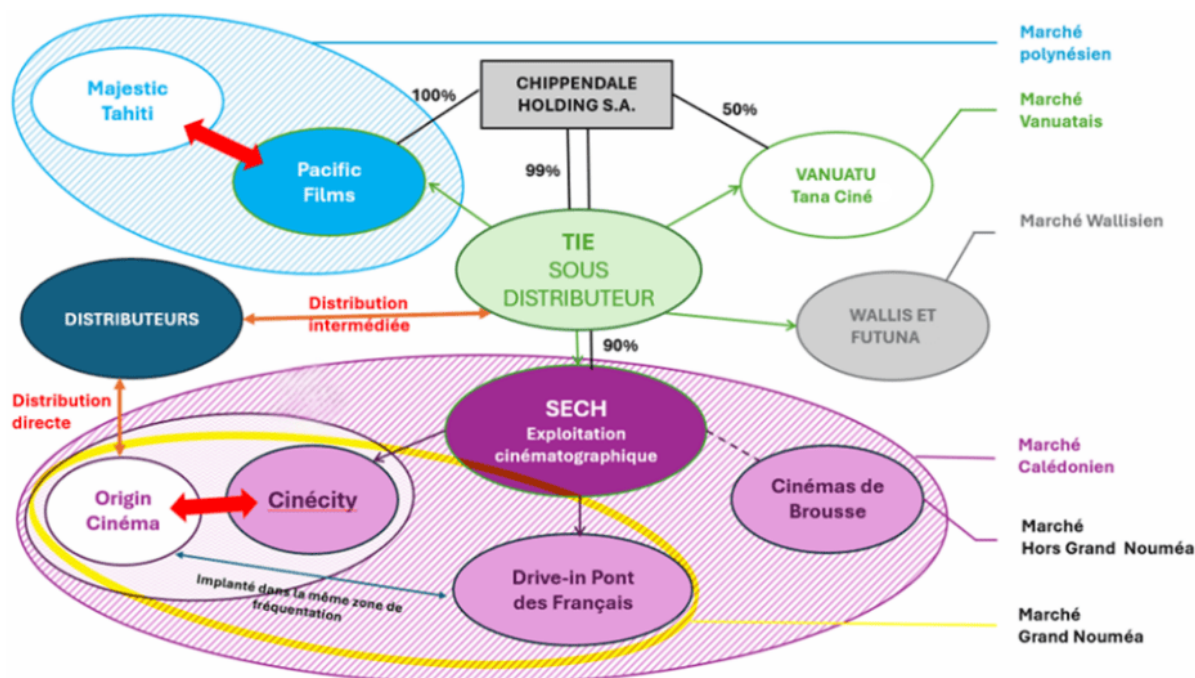 Marché
polynésien
Majestic
Tahiti
100%
CHIPPENDALE
HOLDING S.A.
50%
Marché
Vanuatais
Pacific
Films
99%
VANUATU
Tana Ciné
Marché Wallisien
TIE
SOUS
DISTRIBUTEUR
DISTRIBUTEURS
Distribution
intermédiée
WALLIS ET
FUTUNA
90%
Distribution
directe
SECH
Exploitation
cinématographique
Marché
Calédonien
Origin
Cinéma
Cinécity
Cinémas de
Brousse
Marché
Hors Grand Nouméa
Drive-in Pont
des Français
Implanté dans la même zone de
fréquentation
Marché
Grand Nouméa